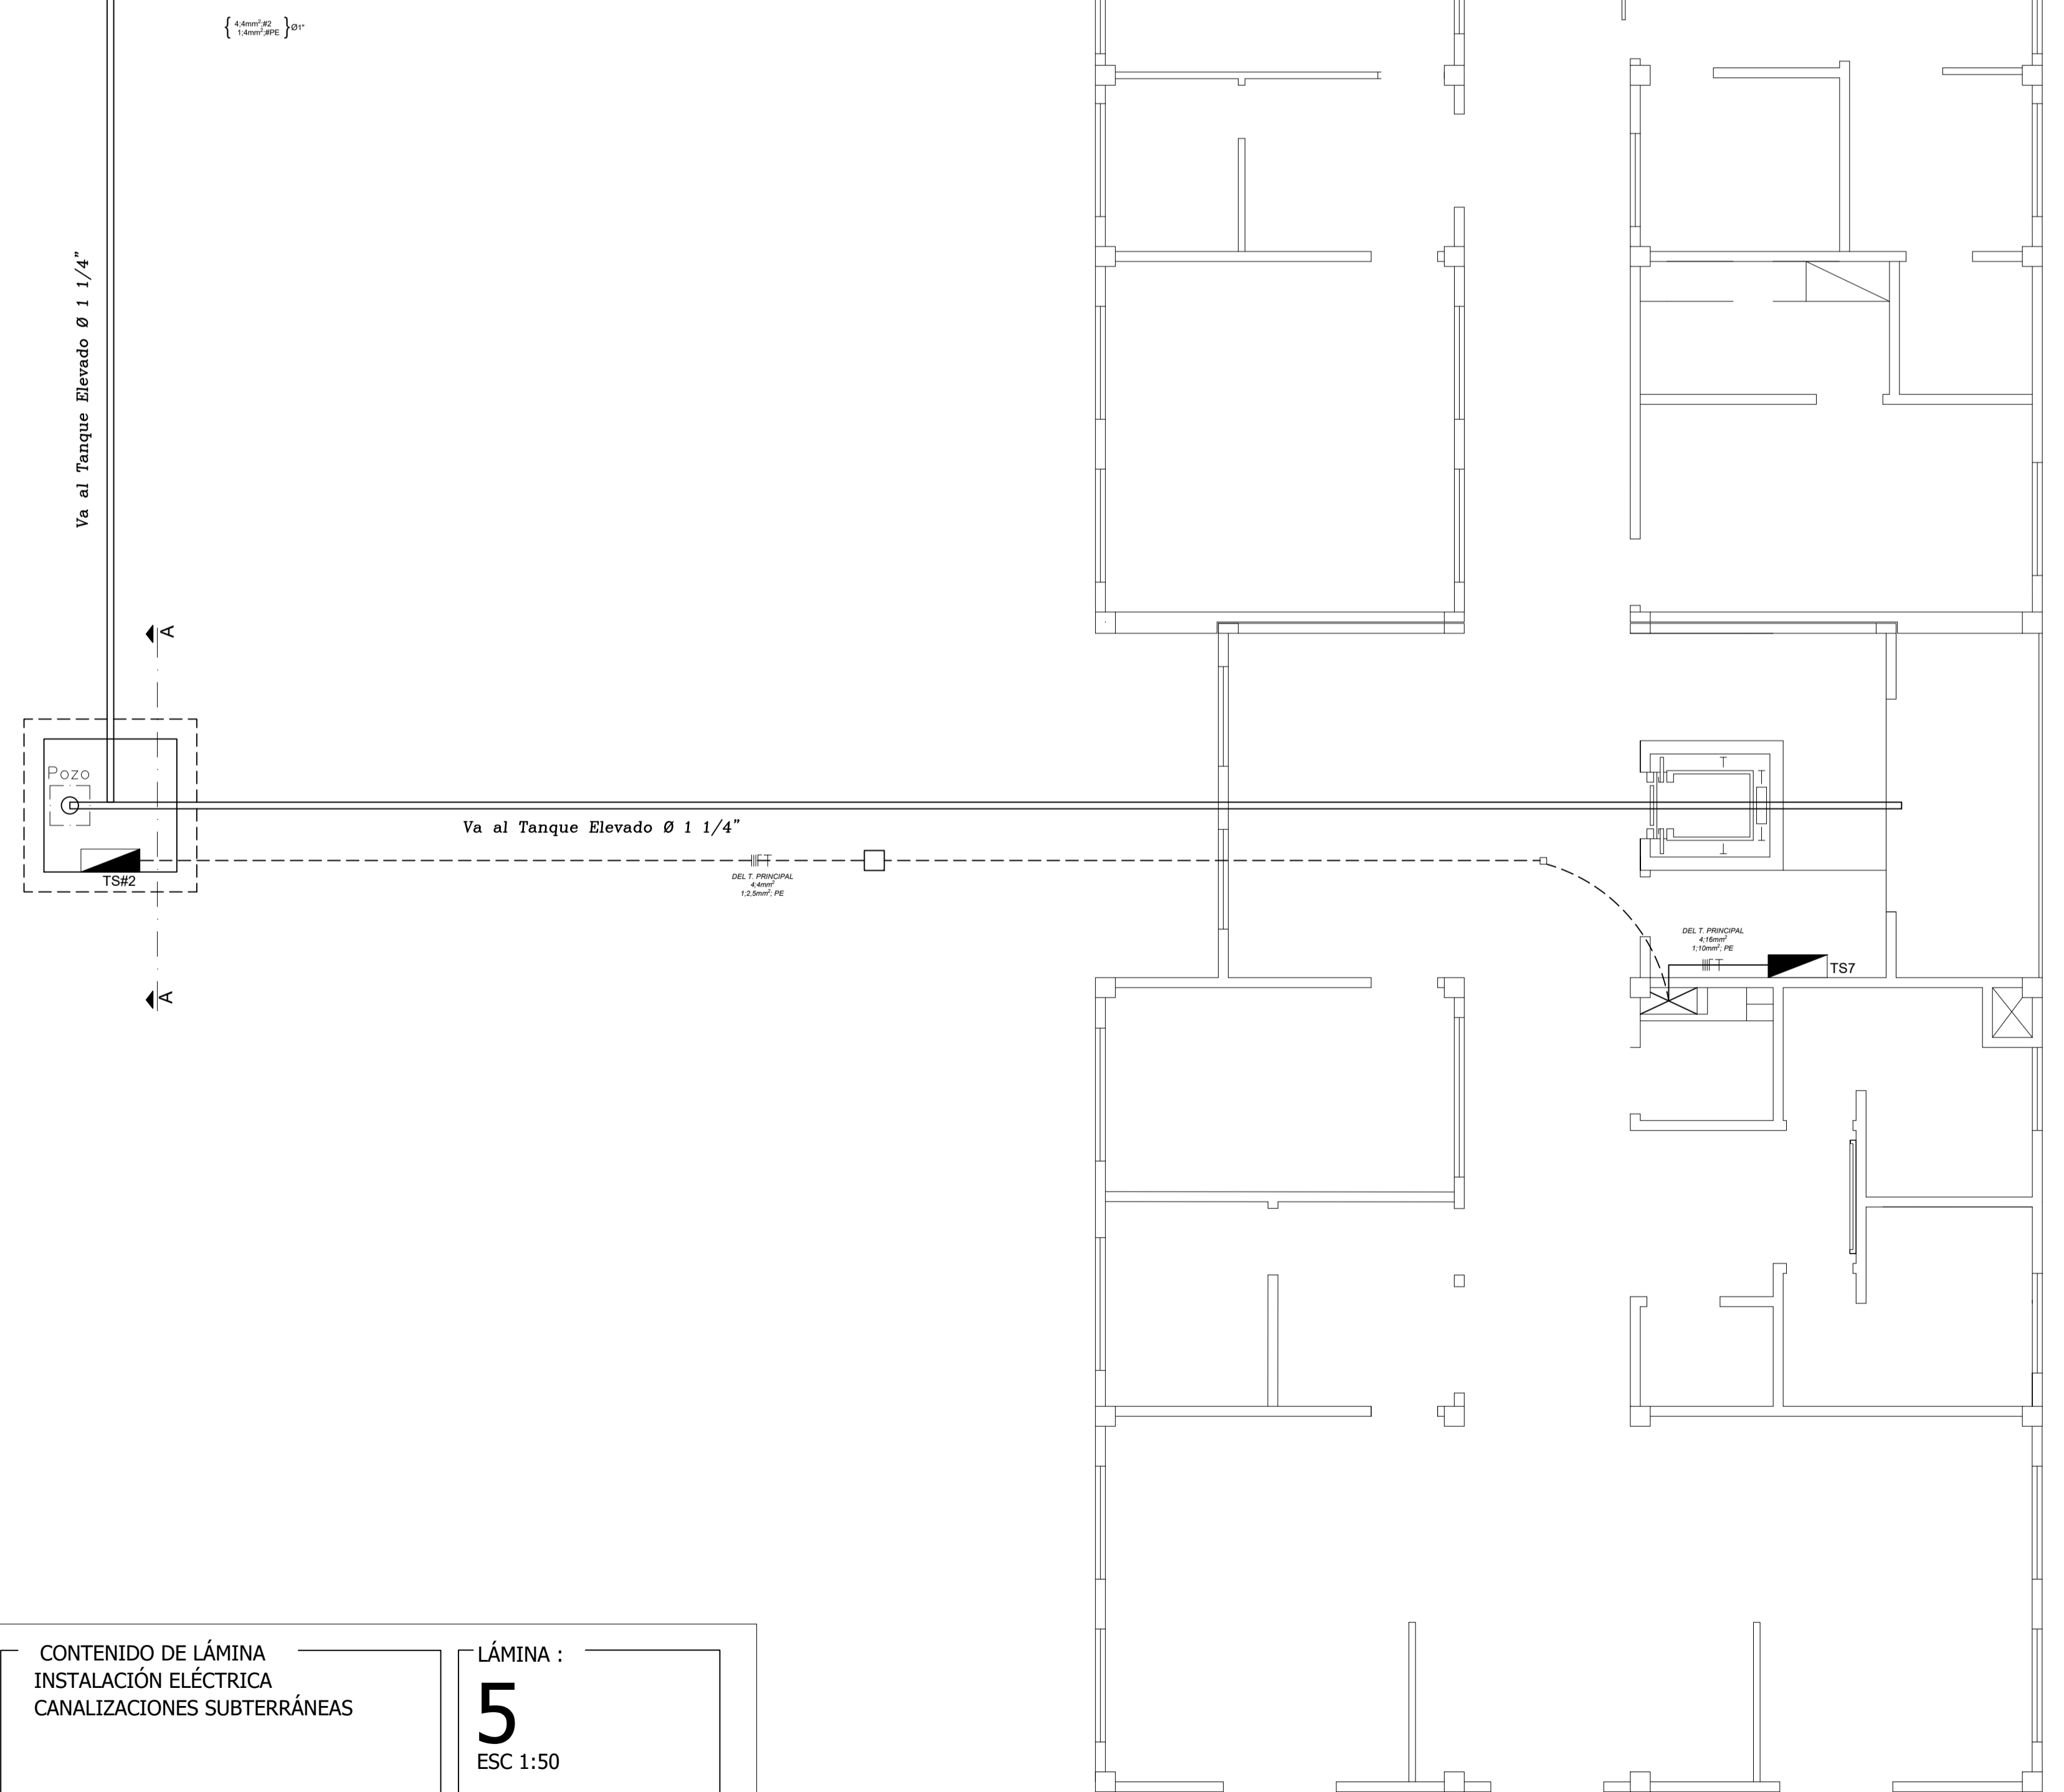 { 4;4mm²;#2
1;4mm²;#PE } Ø1"
Va al Tanque Elevado Ø 1 1/4"
A
Pozo
Va al Tanque Elevado Ø 1 1/4"
TS#2
DEL T. PRINCIPAL
4;4mm²
1;2,5mm²; PE
DEL T. PRINCIPAL
4;16mm²
1;10mm²; PE
TS7
A
CONTENIDO DE LÁMINA
INSTALACIÓN ELÉCTRICA
CANALIZACIONES SUBTERRÁNEAS
LÁMINA :
5
ESC 1:50